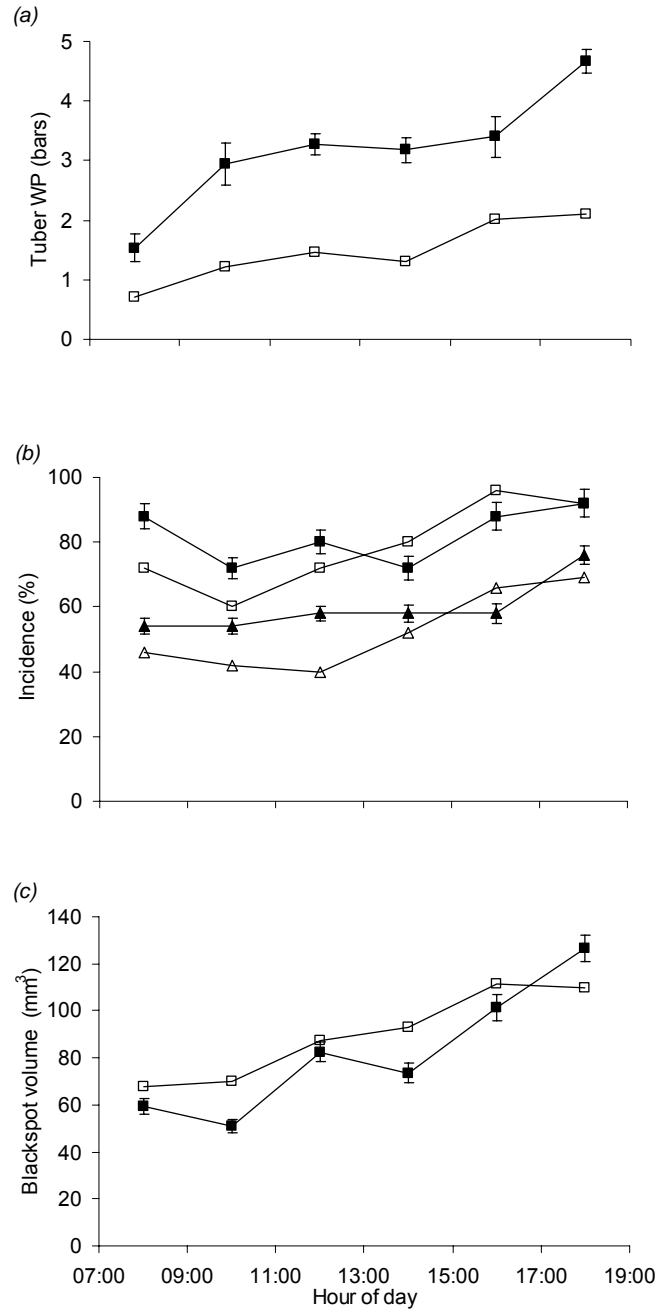 (a)
5
4
3
2
1
0
Tuber WP (bars)
(b)
100
80
60
40
20
0
Incidence (%)
(c)
140
120
100
80
60
40
20
0
Blackspot volume (mm³)
07:00 09:00 11:00 13:00 15:00 17:00 19:00
Hour of day